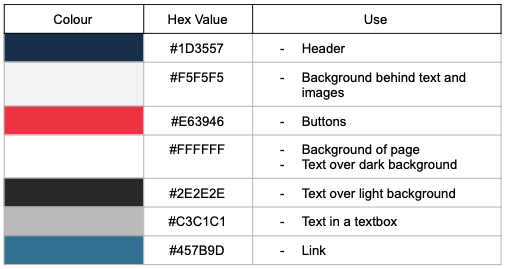 Colour Hex Value Use
#1D3557 - Header
#F5F5F5 - Background behind text and
images
#E63946 - Buttons
#FFFFFF - Background of page
- Text over dark background
#2E2E2E - Text over light background
#C3C1C1 - Text in a textbox
#457B9D - Link